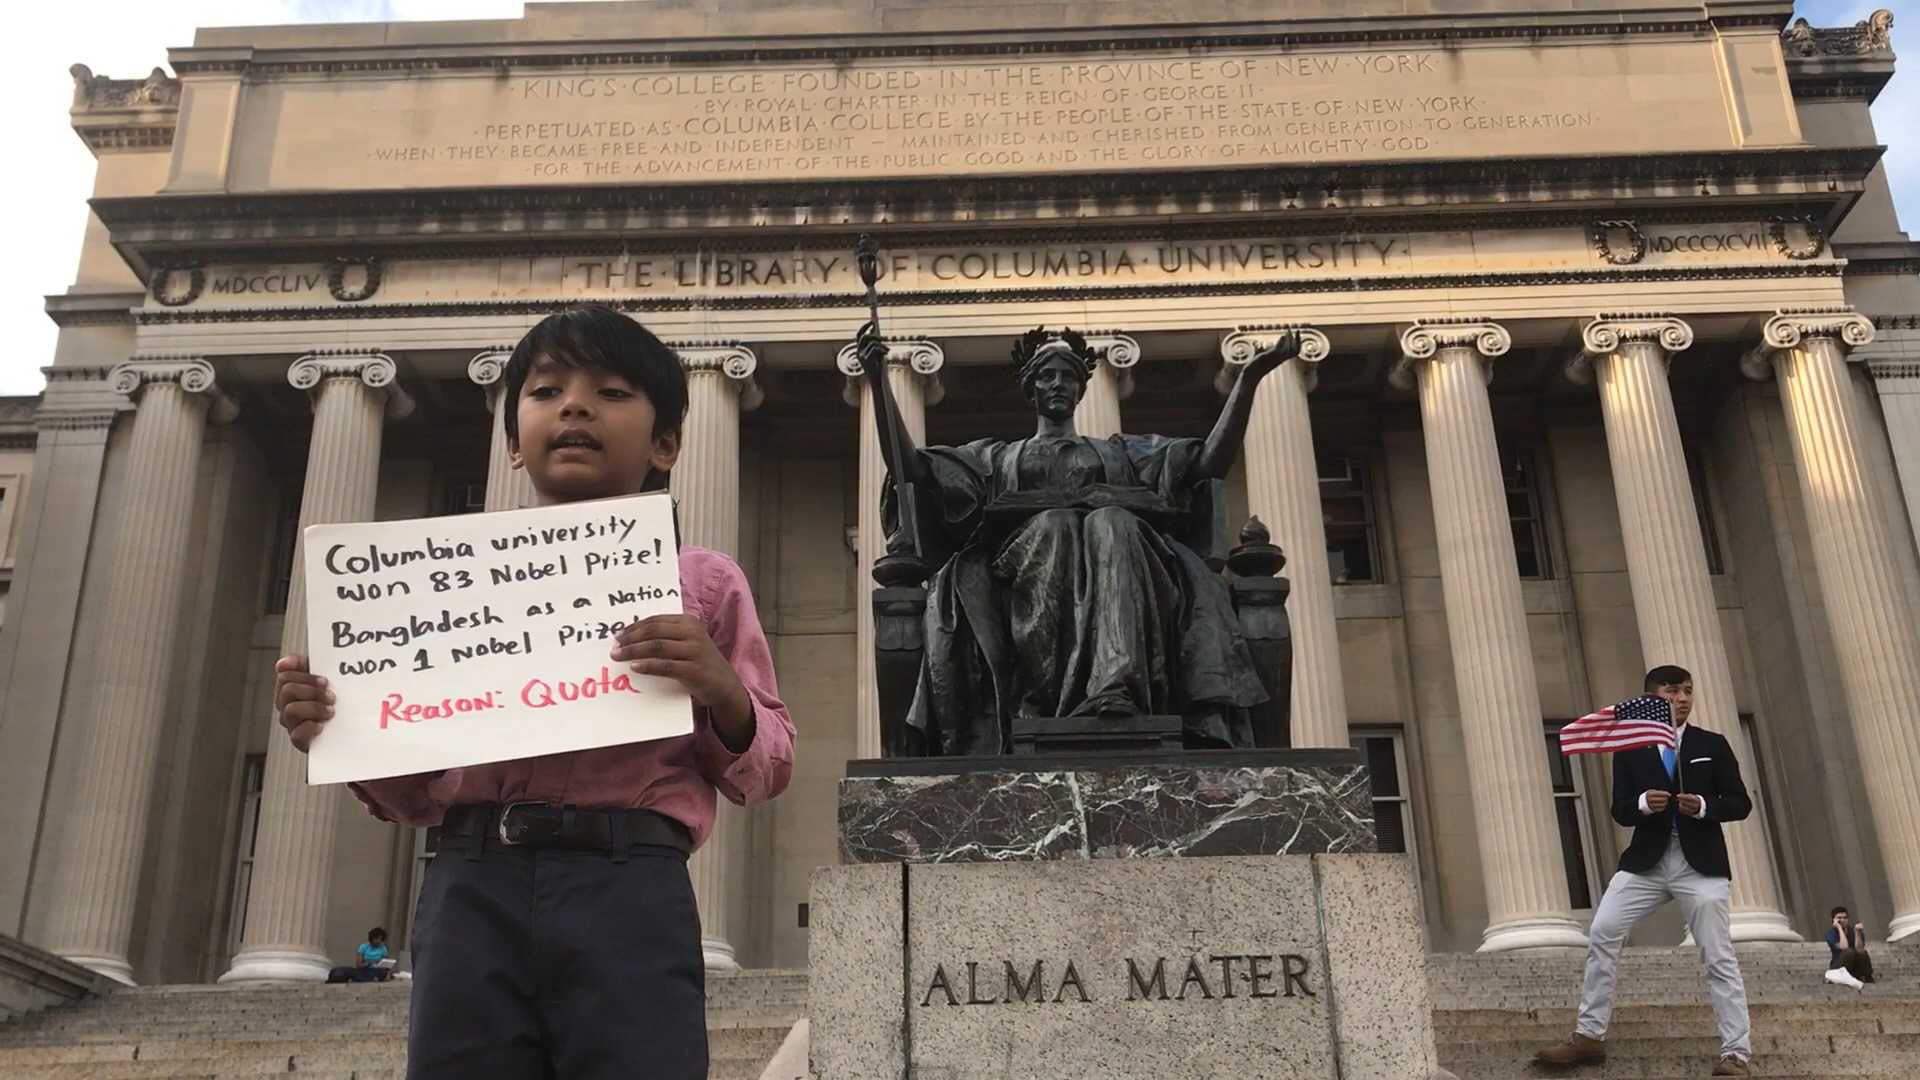 KING'S·COLLEGE·FOUNDED·IN·THE·PROVINCE·OF·NEW·YORK
·BY·ROYAL·CHARTER·IN·THE·REIGN·OF·GEORGE·II·
·PERPETUATED·AS·COLUMBIA·COLLEGE·BY·THE·PEOPLE·OF·THE·STATE·OF·NEW·YORK·
·WHEN·THEY·BECAME·FREE·AND·INDEPENDENT — MAINTAINED·AND·CHERISHED·FROM·GENERATION·TO·GENERATION·
·FOR·THE·ADVANCEMENT·OF·THE·PUBLIC·GOOD·AND·THE·GLORY·OF·ALMIGHTY·GOD·
MDCCLIV
·THE·LIBRARY·OF·COLUMBIA·UNIVERSITY·
MDCCCXCVII
Columbia university
won 83 Nobel Prize!
Bangladesh as a Nation
won 1 Nobel Prize!
Reason: Quota
ALMA MATER